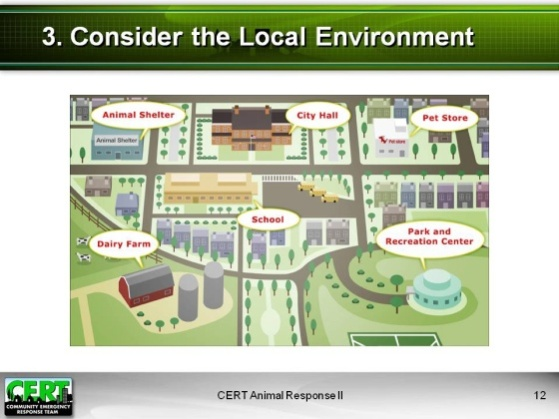 3. Consider the Local Environment
Animal Shelter
City Hall
Pet Store
Animal Shelter
School
Dairy Farm
Park and
Recreation Center
CERT
COMMUNITY EMERGENCY
RESPONSE TEAM
CERT Animal Response II
12